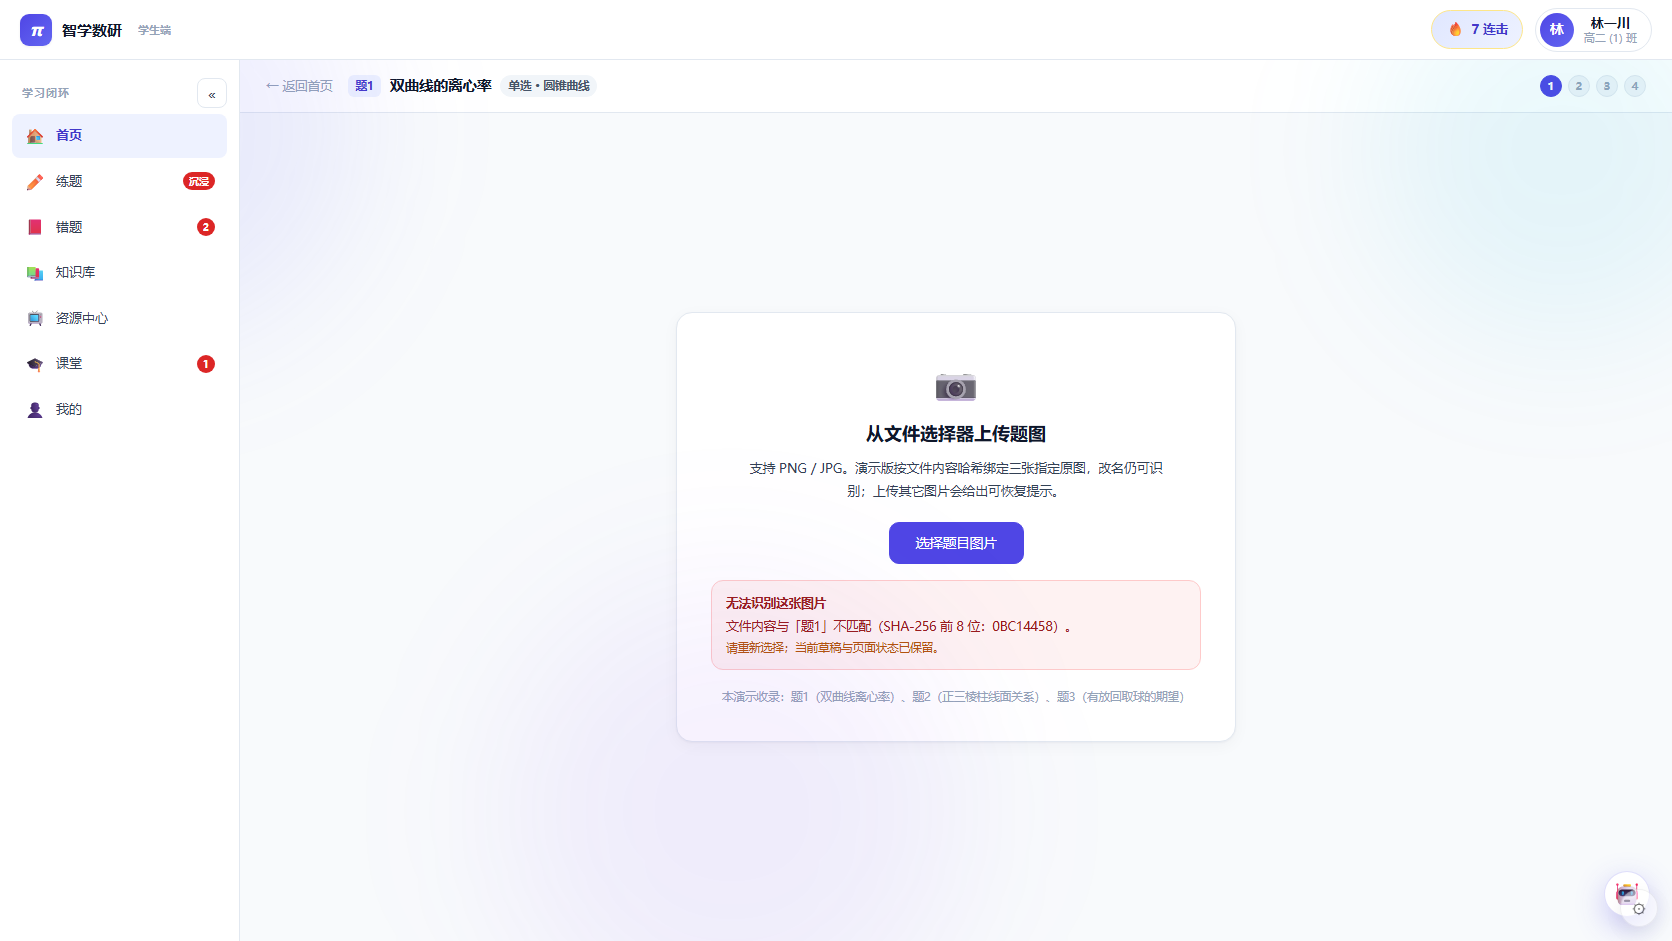 π 智学数研 学生端
7 连击
林 林一川
高二 (1) 班
学习闭环
«
首页
练题 沉浸
错题 2
知识库
资源中心
课堂 1
我的
← 返回首页 题1 双曲线的离心率 单选 • 圆锥曲线
1 2 3 4
从文件选择器上传题图
支持 PNG / JPG。演示版按文件内容哈希绑定三张指定原图，改名仍可识
别；上传其它图片会给出可恢复提示。
选择题目图片
无法识别这张图片
文件内容与「题1」不匹配（SHA-256 前 8 位：0BC14458）。
请重新选择；当前草稿与页面状态已保留。
本演示收录：题1（双曲线离心率）、题2（正三棱柱线面关系）、题3（有放回取球的期望）